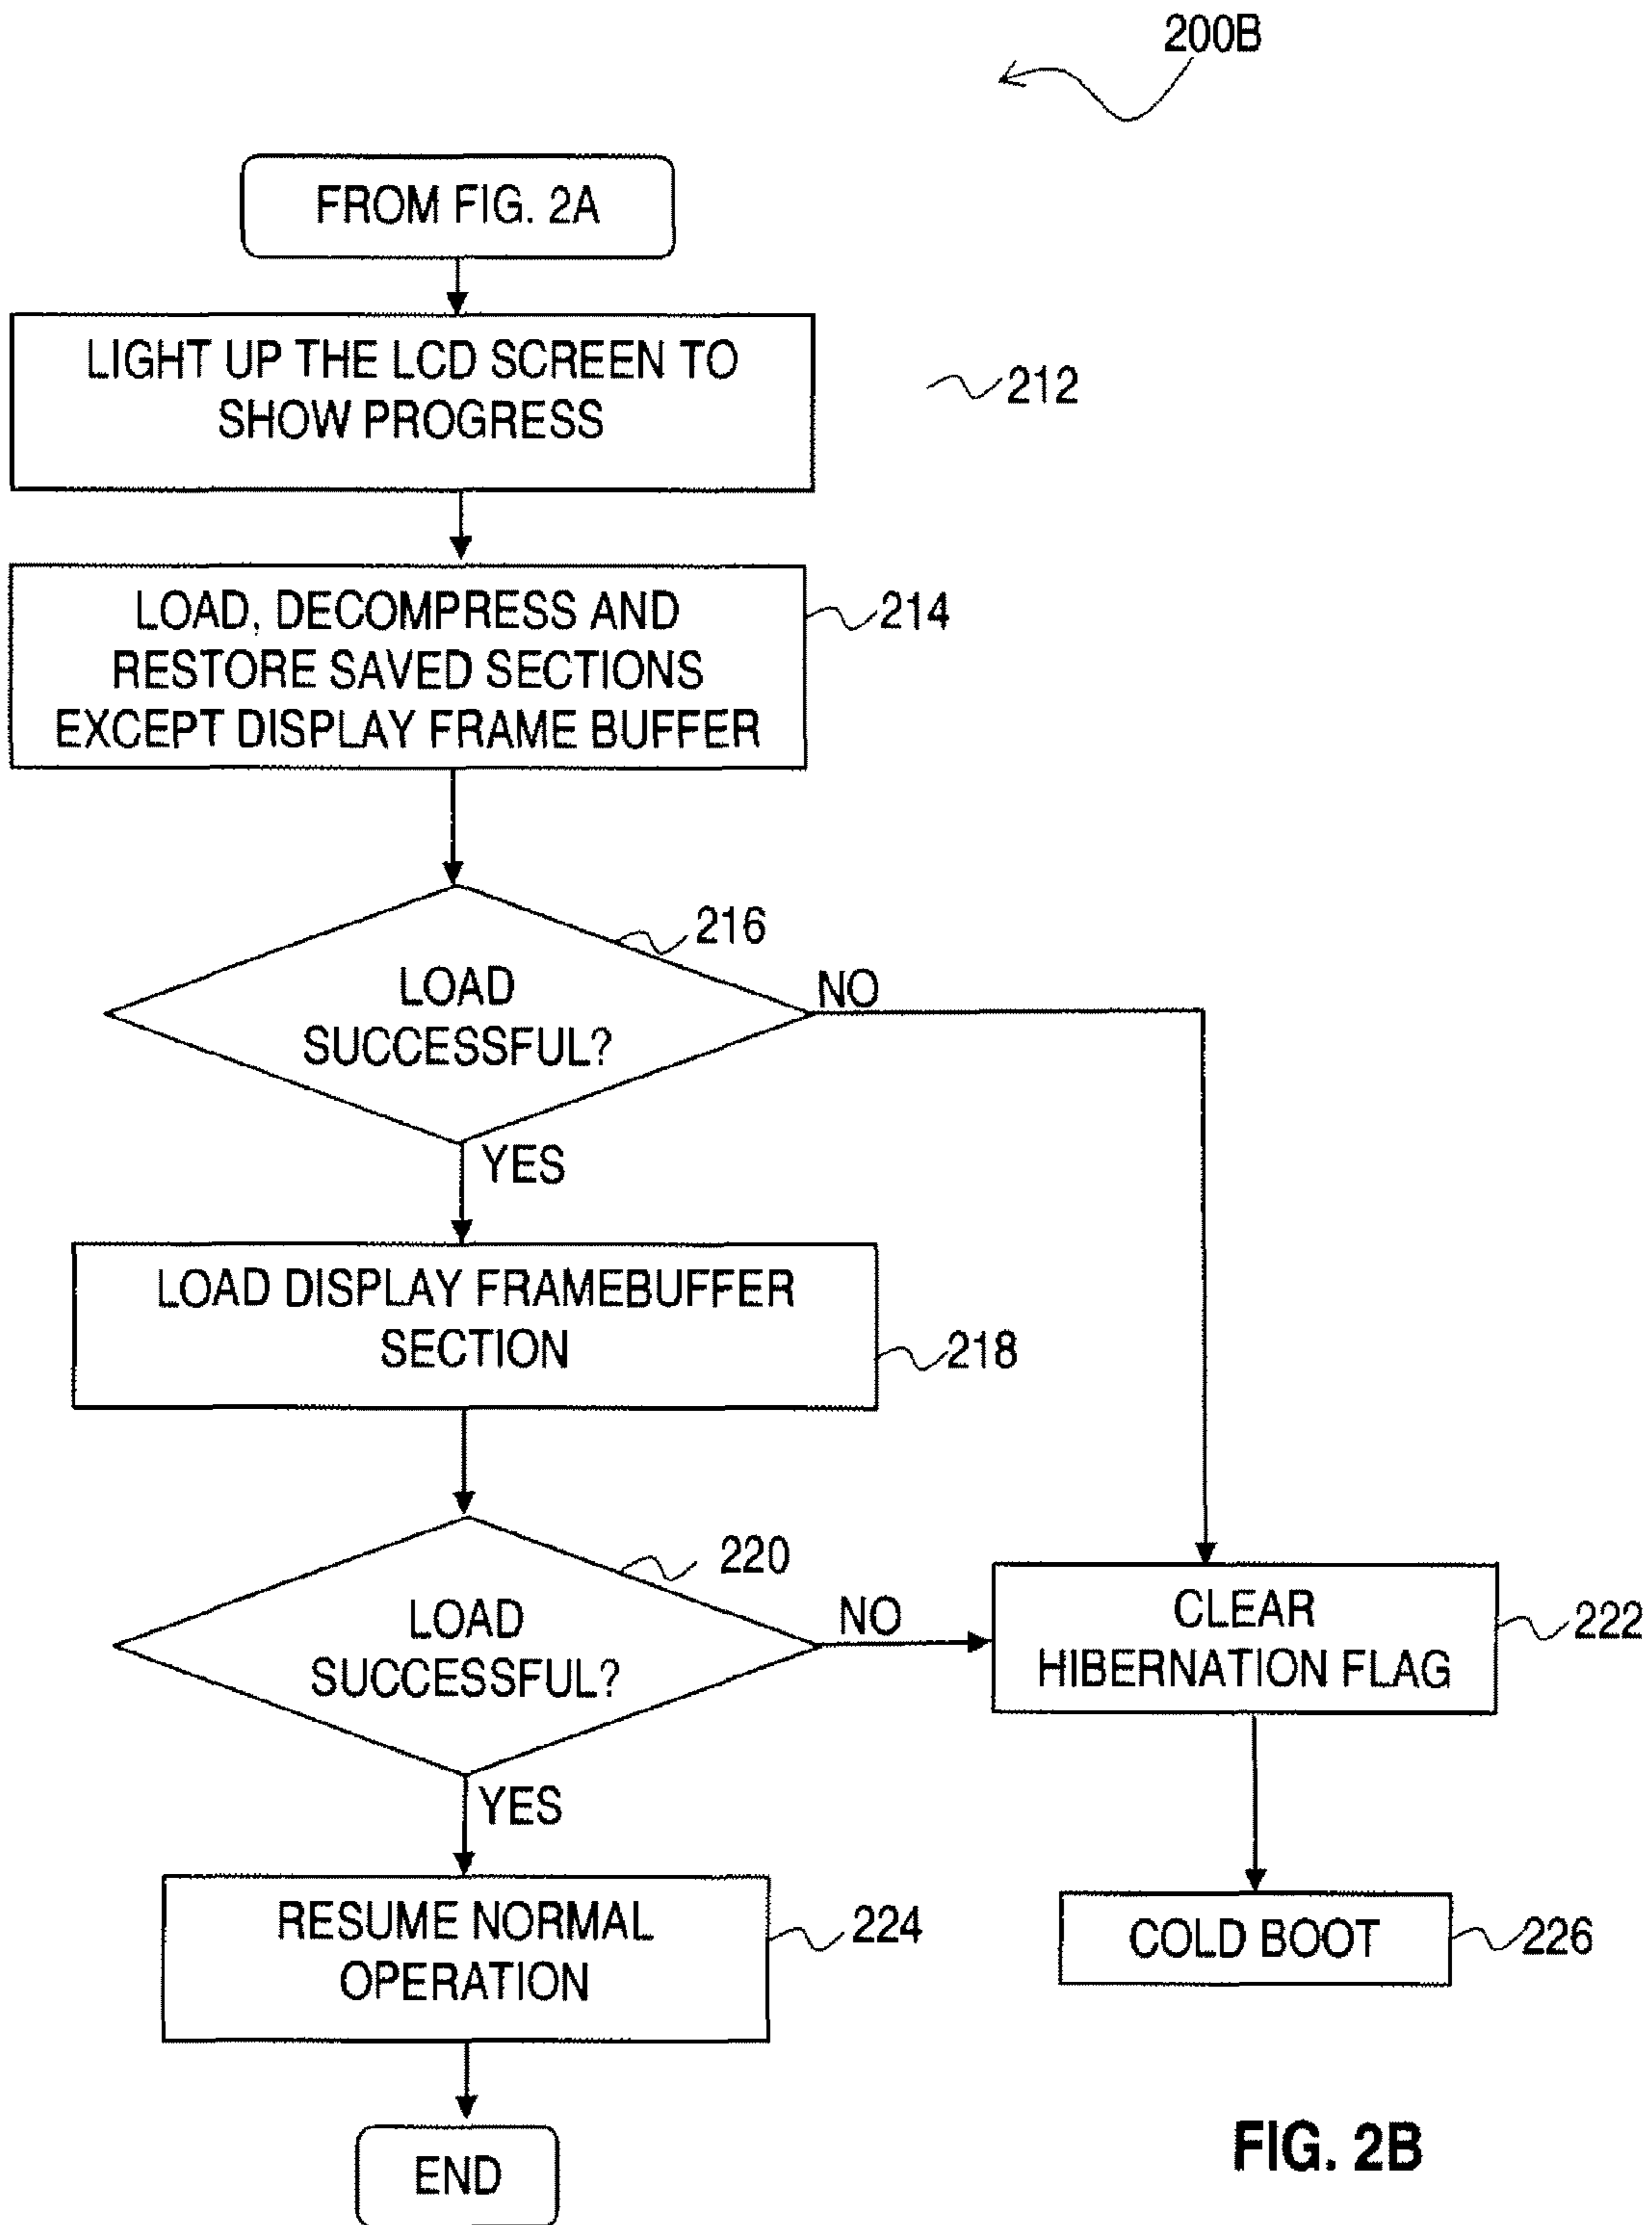 200B
FROM FIG. 2A
LIGHT UP THE LCD SCREEN TO
SHOW PROGRESS
212
LOAD, DECOMPRESS AND
RESTORE SAVED SECTIONS
EXCEPT DISPLAY FRAME BUFFER
214
216
LOAD
SUCCESSFUL?
NO
YES
LOAD DISPLAY FRAMEBUFFER
SECTION
218
220
LOAD
SUCCESSFUL?
NO
CLEAR
HIBERNATION FLAG
222
YES
RESUME NORMAL
OPERATION
224
COLD BOOT
226
END
FIG. 2B